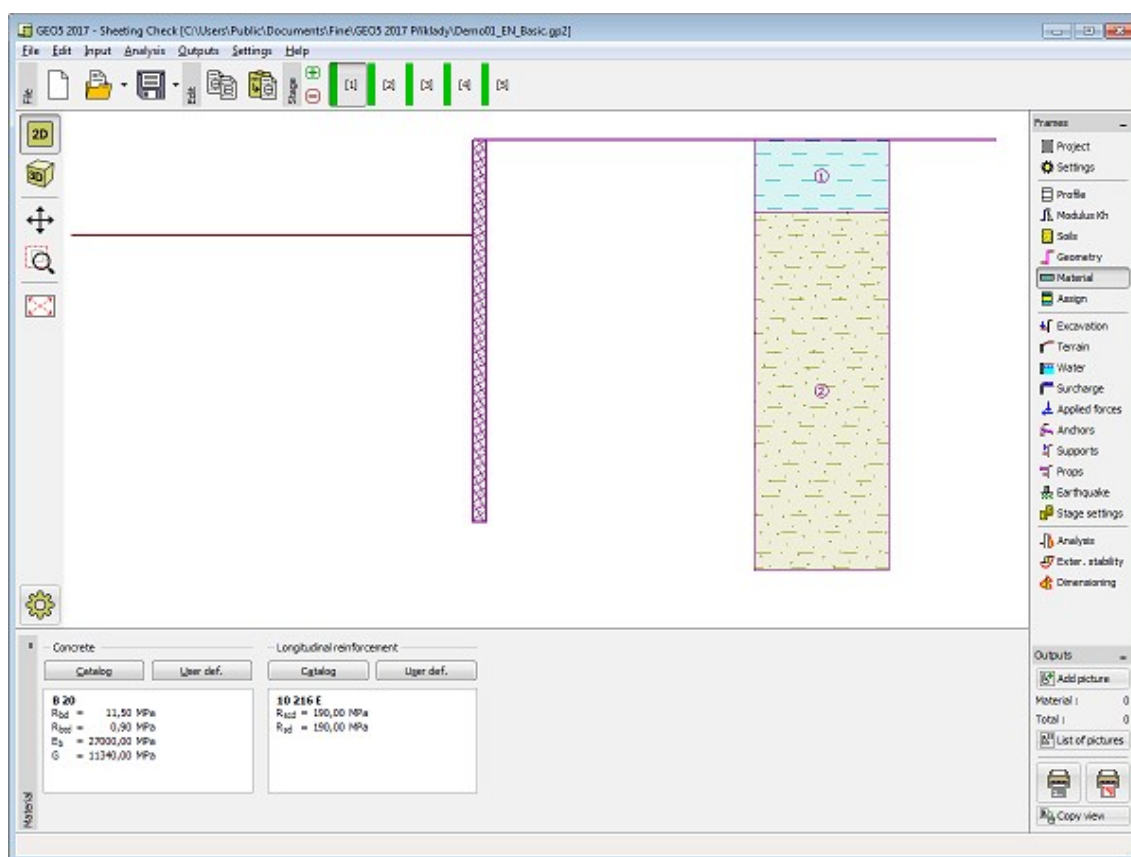 GEO5 2017 - Sheeting Check [C:\Users\Public\Documents\Fine\GEO5 2017 Příklady\Demo01_EN_Basic.gp2]
File Edit Input Analysis Outputs Settings Help
File
Edit
Stage
[1] [2] [3] [4] [5]
2D
3D
1
2
Frames
Project
Settings
Profile
Modulus Kh
Soils
Geometry
Material
Assign
Excavation
Terrain
Water
Surcharge
Applied forces
Anchors
Supports
Props
Earthquake
Stage settings
Analysis
Exter. stability
Dimensioning
Outputs
Add picture
Material : 0
Total : 0
List of pictures
Copy view
Material
Concrete
Catalog User def.
B 20
Rbd = 11,50 MPa
Rbtd = 0,90 MPa
Eb = 27000,00 MPa
G = 11340,00 MPa
Longitudinal reinforcement
Catalog User def.
10 216 E
Rscd = 190,00 MPa
Rsd = 190,00 MPa